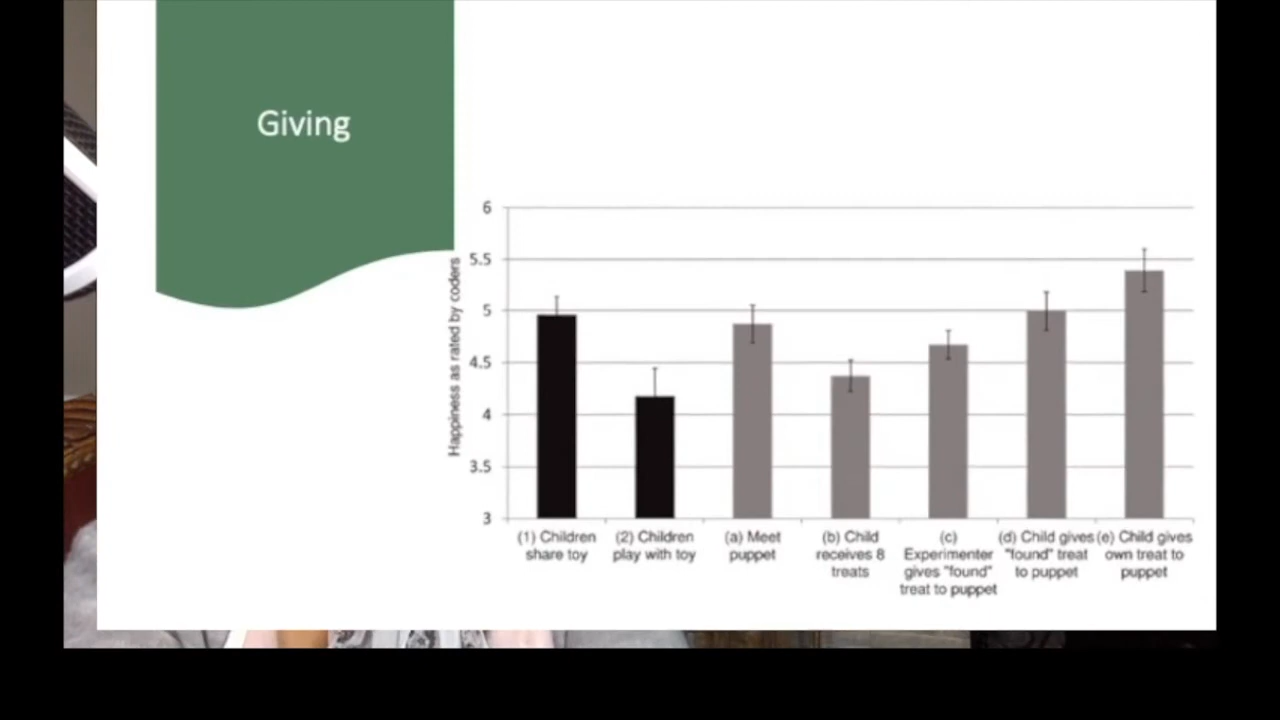 Giving
6
5.5
5
4.5
4
3.5
3
Happiness as rated by coders
(1) Children
share toy
(2) Children
play with toy
(a) Meet
puppet
(b) Child
receives 8
treats
(c)
Experimenter
gives "found"
treat to puppet
(d) Child gives
"found" treat
to puppet
(e) Child gives
own treat to
puppet